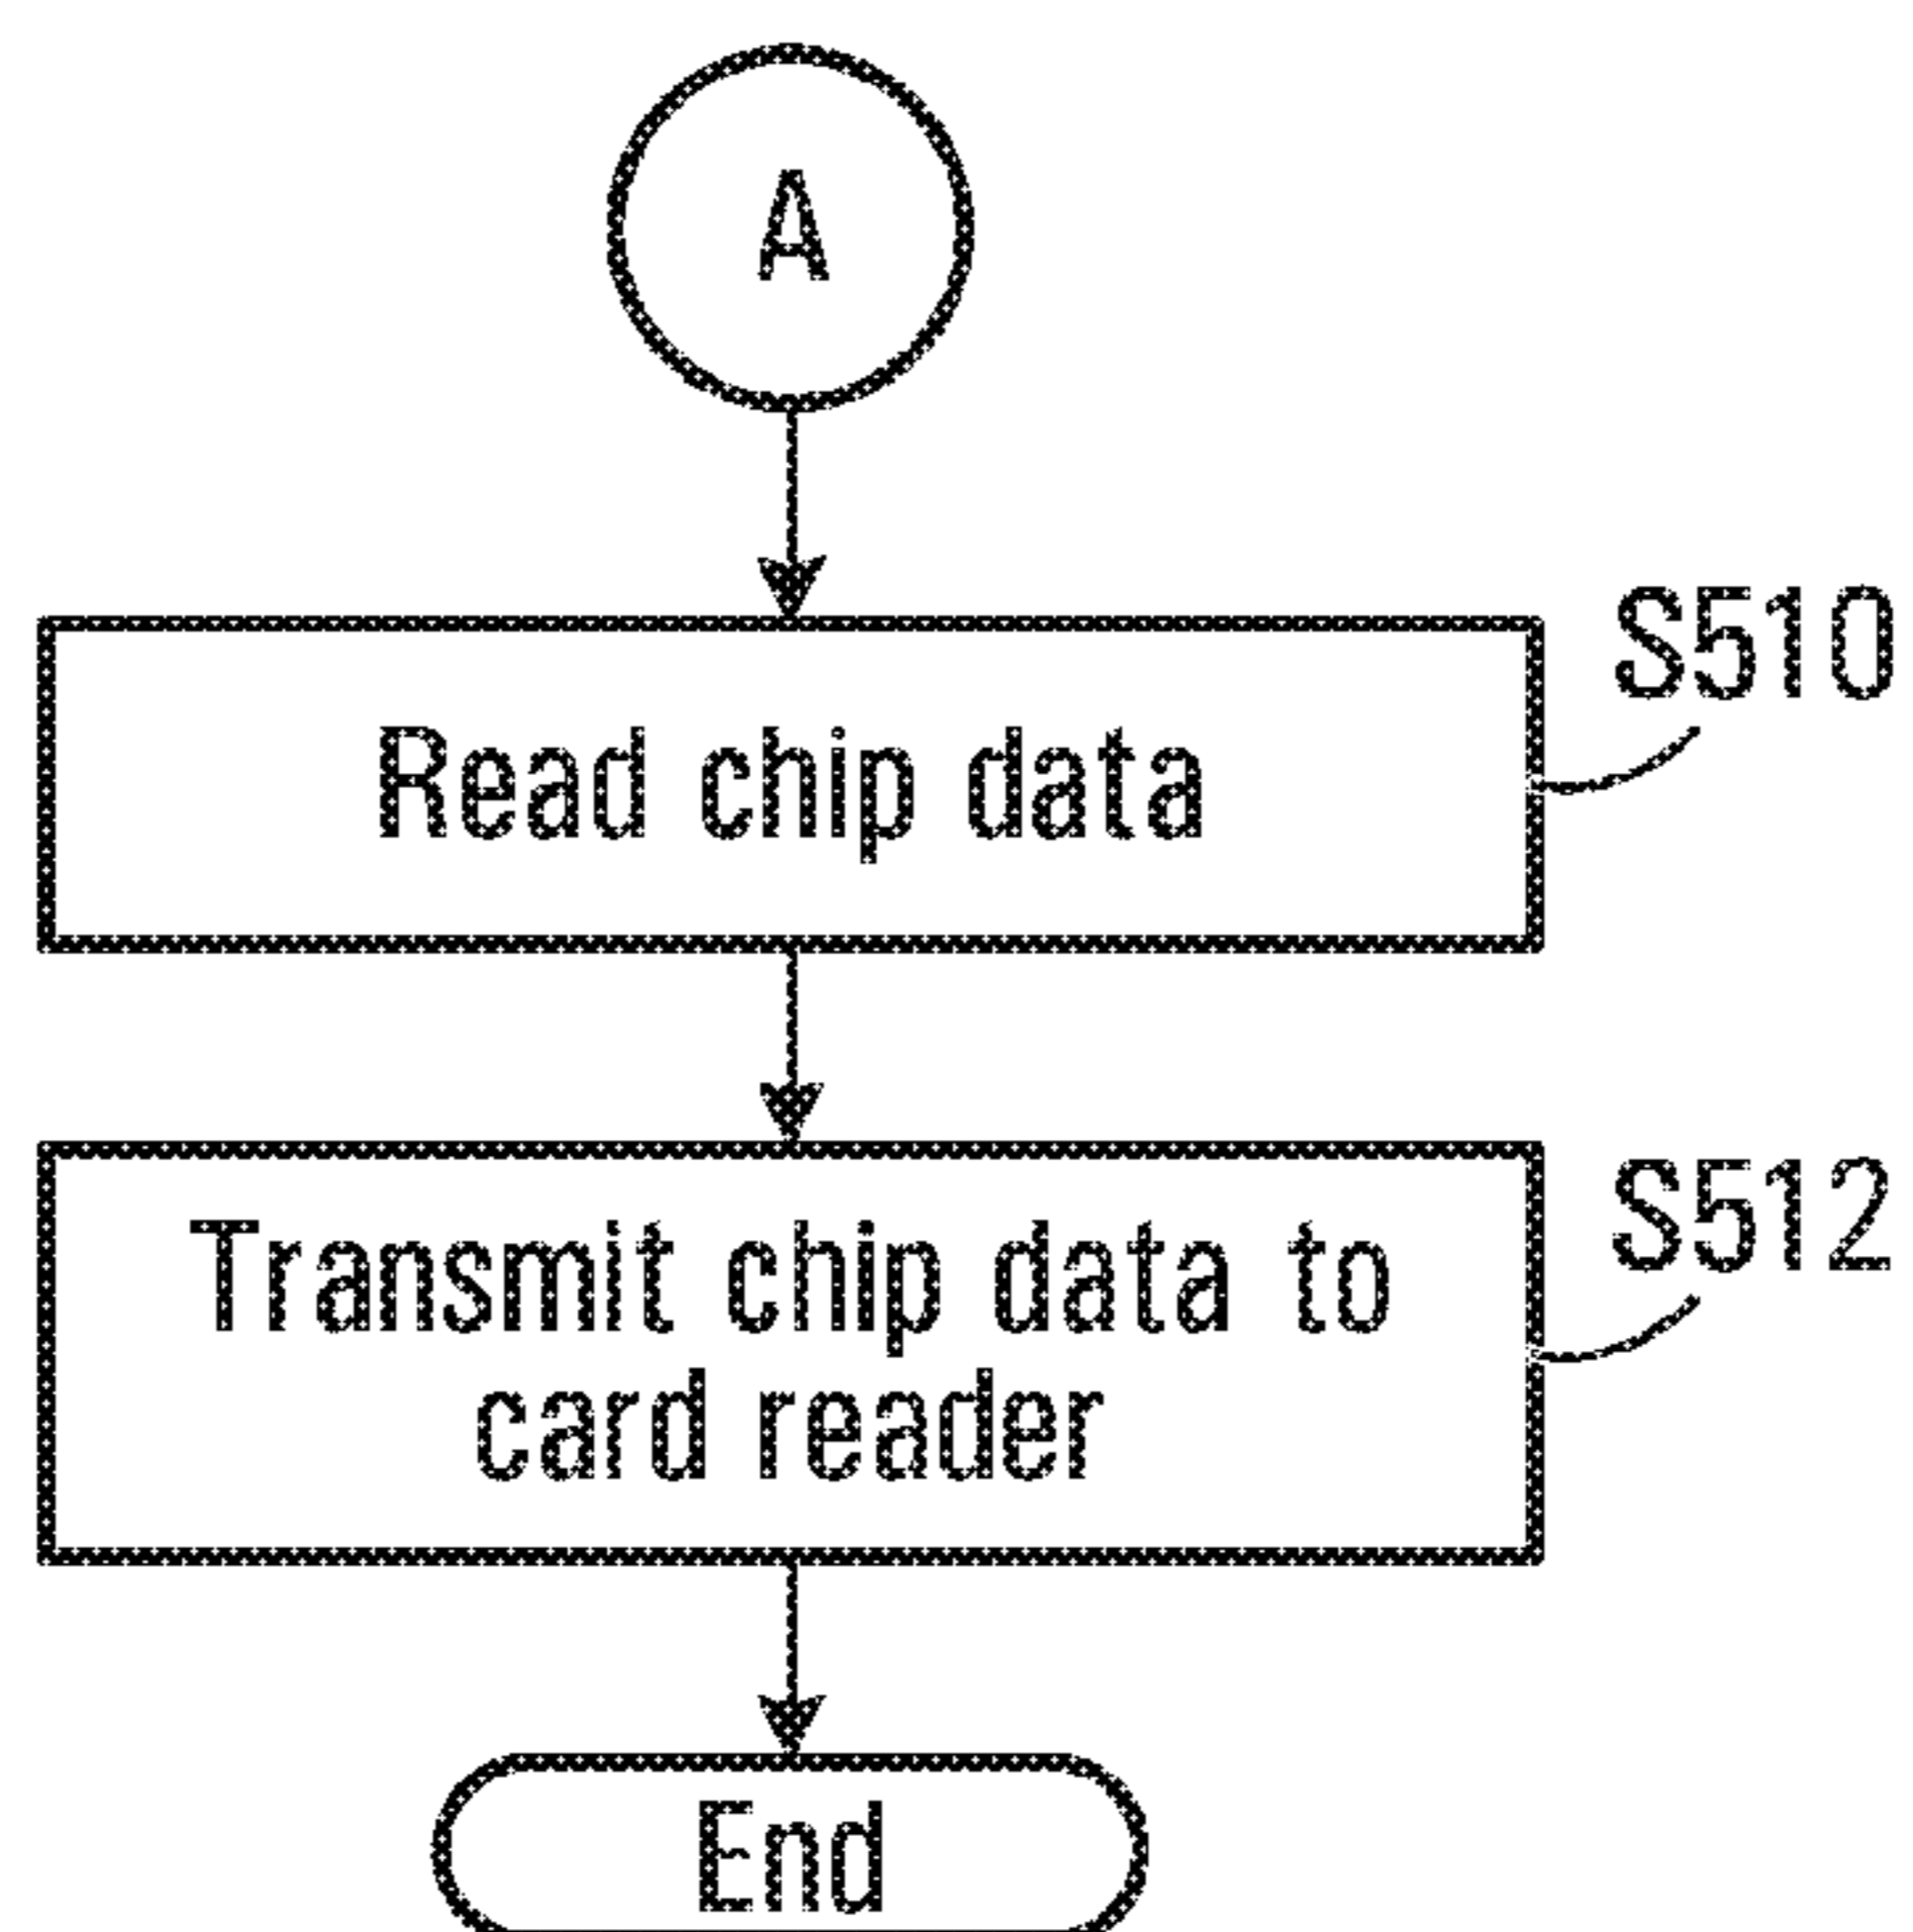 A
S510
Read chip data
S512
Transmit chip data to
card reader
End